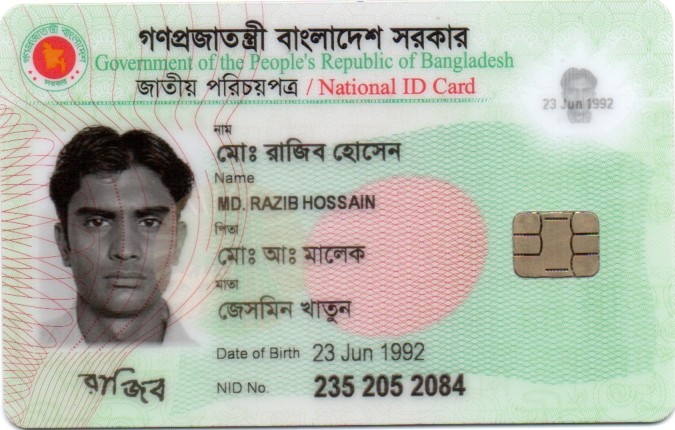 গণপ্রজাতন্ত্রী বাংলাদেশ সরকার
Government of the People's Republic of Bangladesh
জাতীয় পরিচয়পত্র / National ID Card
23 Jun 1992
নাম
মোঃ রাজিব হোসেন
Name
MD. RAZIB HOSSAIN
পিতা
মোঃ আঃ মালেক
মাতা
জেসমিন খাতুন
Date of Birth 23 Jun 1992
NID No. 235 205 2084
রাজিব